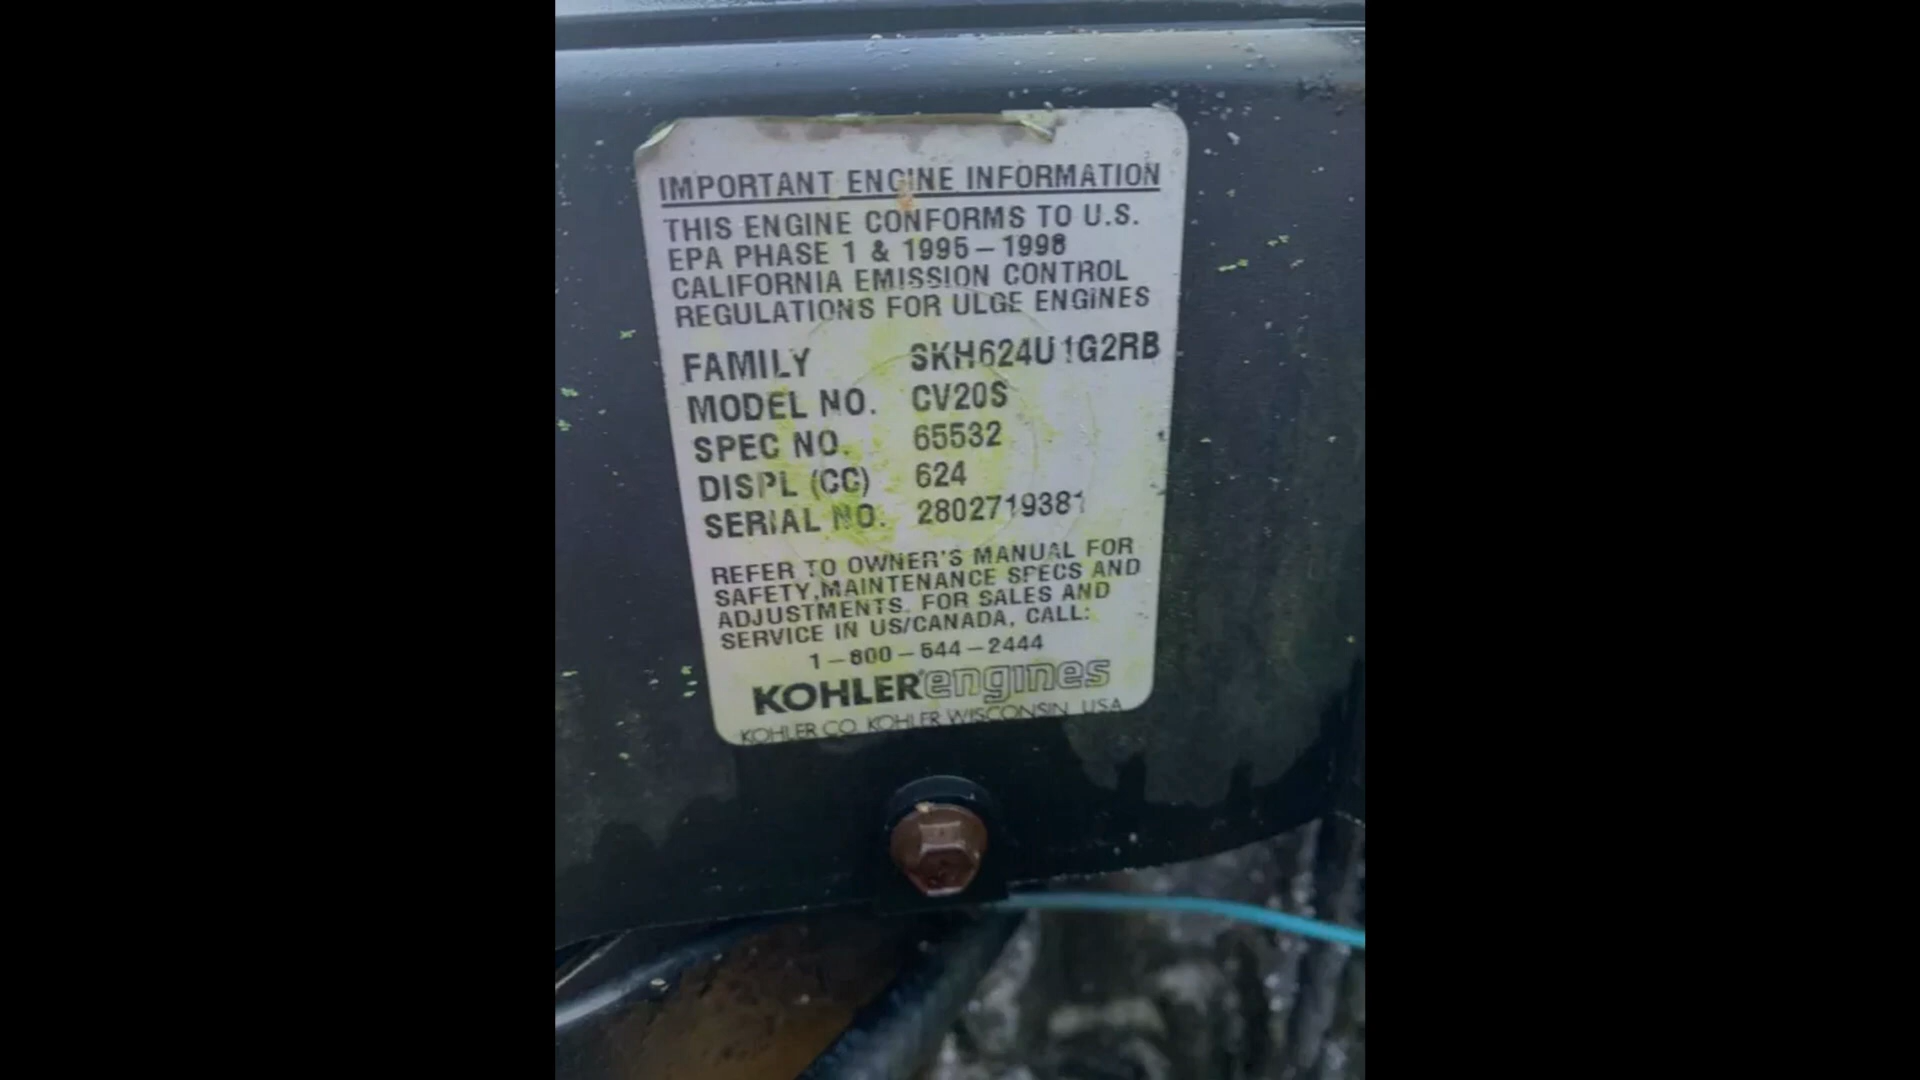 IMPORTANT ENGINE INFORMATION
THIS ENGINE CONFORMS TO U.S.
EPA PHASE 1 & 1995-1998
CALIFORNIA EMISSION CONTROL
REGULATIONS FOR ULGE ENGINES
FAMILY SKH624U1G2RB
MODEL NO. CV20S
SPEC NO. 65532
DISPL (CC) 624
SERIAL NO. 2802719381
REFER TO OWNER'S MANUAL FOR
SAFETY, MAINTENANCE SPECS AND
ADJUSTMENTS. FOR SALES AND
SERVICE IN US/CANADA, CALL:
1-800-544-2444
KOHLER engines
KOHLER CO. KOHLER WISCONSIN USA